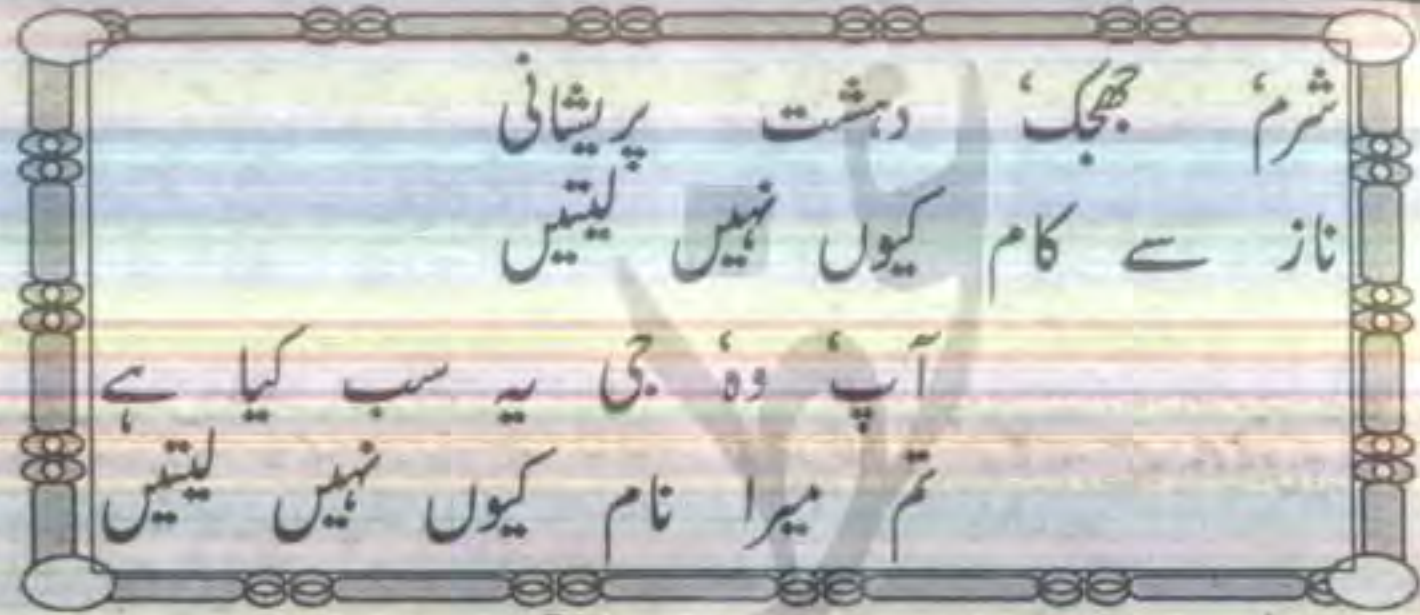 شرم، جھجک، دہشت پریشانی
ناز سے کام کیوں نہیں لیتیں
آپ، وہ، جی یہ سب کیا ہے
تم میرا نام کیوں نہیں لیتیں